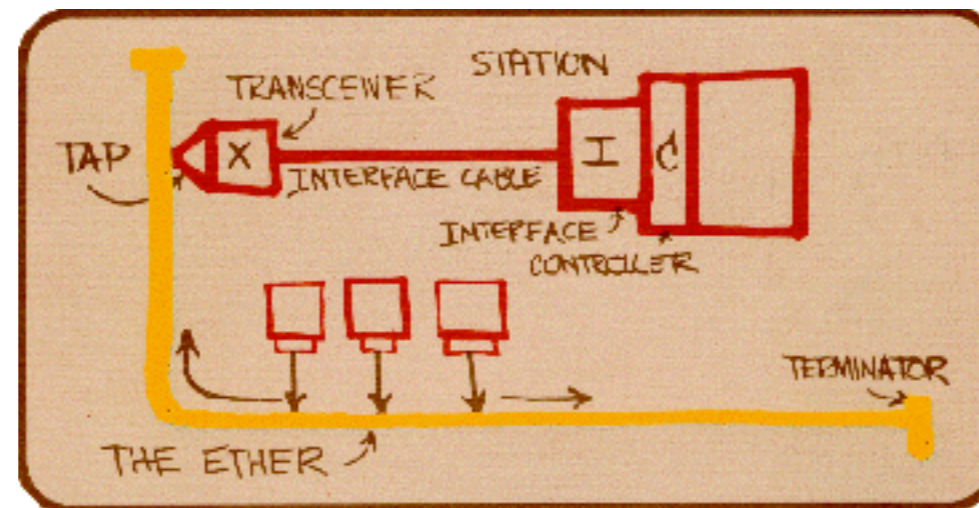 STATION
TRANSCEIVER
TAP
X
I
C
INTERFACE CABLE
INTERFACE
CONTROLLER
TERMINATOR
THE ETHER